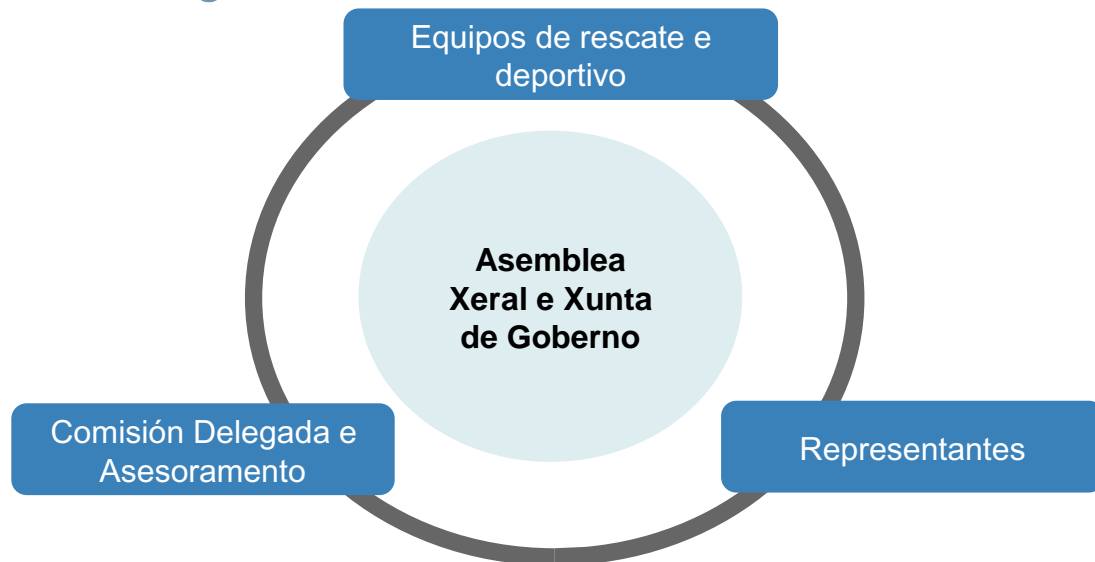 Equipos de rescate e
deportivo
Asemblea
Xeral e Xunta
de Goberno
Comisión Delegada e
Asesoramento
Representantes